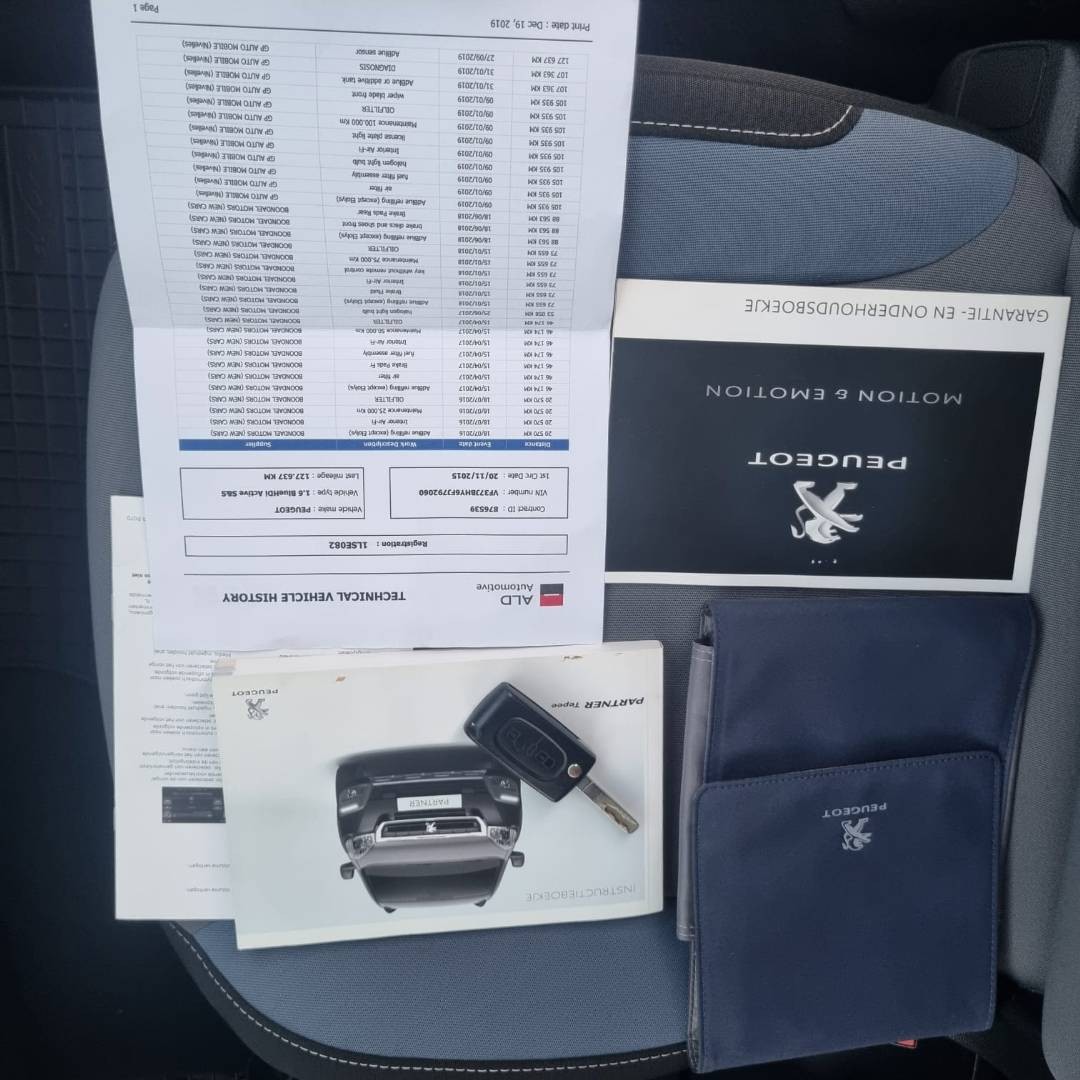 ALD
Automotive
TECHNICAL VEHICLE HISTORY
Registration : 1LSE082
Contract ID : 876539
VIN number : VF373BHY6FJ792060
1st Circ Date : 20/11/2015
Vehicle make : PEUGEOT
Vehicle type : 1.6 BlueHDi Active S&S
Last mileage : 127.637 KM
Distance Event date Work Description Supplier
20 570 KM 18/07/2016 AdBlue refilling (except Eolys) BOONDAEL MOTORS (NEW CARS)
20 570 KM 18/07/2016 Interior Air-Fi BOONDAEL MOTORS (NEW CARS)
20 570 KM 18/07/2016 Maintenance 25.000 Km BOONDAEL MOTORS (NEW CARS)
20 570 KM 18/07/2016 OILFILTER BOONDAEL MOTORS (NEW CARS)
46 174 KM 15/04/2017 AdBlue refilling (except Eolys) BOONDAEL MOTORS (NEW CARS)
46 174 KM 15/04/2017 air filter BOONDAEL MOTORS (NEW CARS)
46 174 KM 15/04/2017 Brake Pads Fr BOONDAEL MOTORS (NEW CARS)
46 174 KM 15/04/2017 fuel filter assembly BOONDAEL MOTORS (NEW CARS)
46 174 KM 15/04/2017 Interior Air-Fi BOONDAEL MOTORS (NEW CARS)
46 174 KM 15/04/2017 Maintenance 50.000 Km BOONDAEL MOTORS (NEW CARS)
46 174 KM 15/04/2017 OILFILTER BOONDAEL MOTORS (NEW CARS)
53 058 KM 25/09/2017 halogen light bulb BOONDAEL MOTORS (NEW CARS)
73 655 KM 15/01/2018 AdBlue refilling (except Eolys) BOONDAEL MOTORS (NEW CARS)
73 655 KM 15/01/2018 Brake Fluid BOONDAEL MOTORS (NEW CARS)
73 655 KM 15/01/2018 Interior Air-Fi BOONDAEL MOTORS (NEW CARS)
73 655 KM 15/01/2018 key whithout remote control BOONDAEL MOTORS (NEW CARS)
73 655 KM 15/01/2018 Maintenance 75.000 Km BOONDAEL MOTORS (NEW CARS)
73 655 KM 15/01/2018 OILFILTER BOONDAEL MOTORS (NEW CARS)
88 563 KM 18/06/2018 AdBlue refilling (except Eolys) BOONDAEL MOTORS (NEW CARS)
88 563 KM 18/06/2018 brake discs and shoes front BOONDAEL MOTORS (NEW CARS)
88 563 KM 18/06/2018 Brake Pads Rear BOONDAEL MOTORS (NEW CARS)
105 935 KM 09/01/2019 AdBlue refilling (except Eolys) GP AUTO MOBILE (Nivelles)
105 935 KM 09/01/2019 air filter GP AUTO MOBILE (Nivelles)
105 935 KM 09/01/2019 fuel filter assembly GP AUTO MOBILE (Nivelles)
105 935 KM 09/01/2019 halogen light bulb GP AUTO MOBILE (Nivelles)
105 935 KM 09/01/2019 Interior Air-Fi GP AUTO MOBILE (Nivelles)
105 935 KM 09/01/2019 license plate light GP AUTO MOBILE (Nivelles)
105 935 KM 09/01/2019 Maintenance 100.000 Km GP AUTO MOBILE (Nivelles)
105 935 KM 09/01/2019 OILFILTER GP AUTO MOBILE (Nivelles)
105 935 KM 09/01/2019 wiper blade front GP AUTO MOBILE (Nivelles)
107 363 KM 31/01/2019 AdBlue or additive tank GP AUTO MOBILE (Nivelles)
107 363 KM 31/01/2019 DIAGNOSIS GP AUTO MOBILE (Nivelles)
127 637 KM 27/09/2019 AdBlue sensor GP AUTO MOBILE (Nivelles)
Print date : Dec 19, 2019
Page 1
PEUGEOT
MOTION & EMOTION
GARANTIE- EN ONDERHOUDSBOEKJE
PEUGEOT
INSTRUCTIEBOEKJE
PARTNER
PARTNER Tepee
PEUGEOT